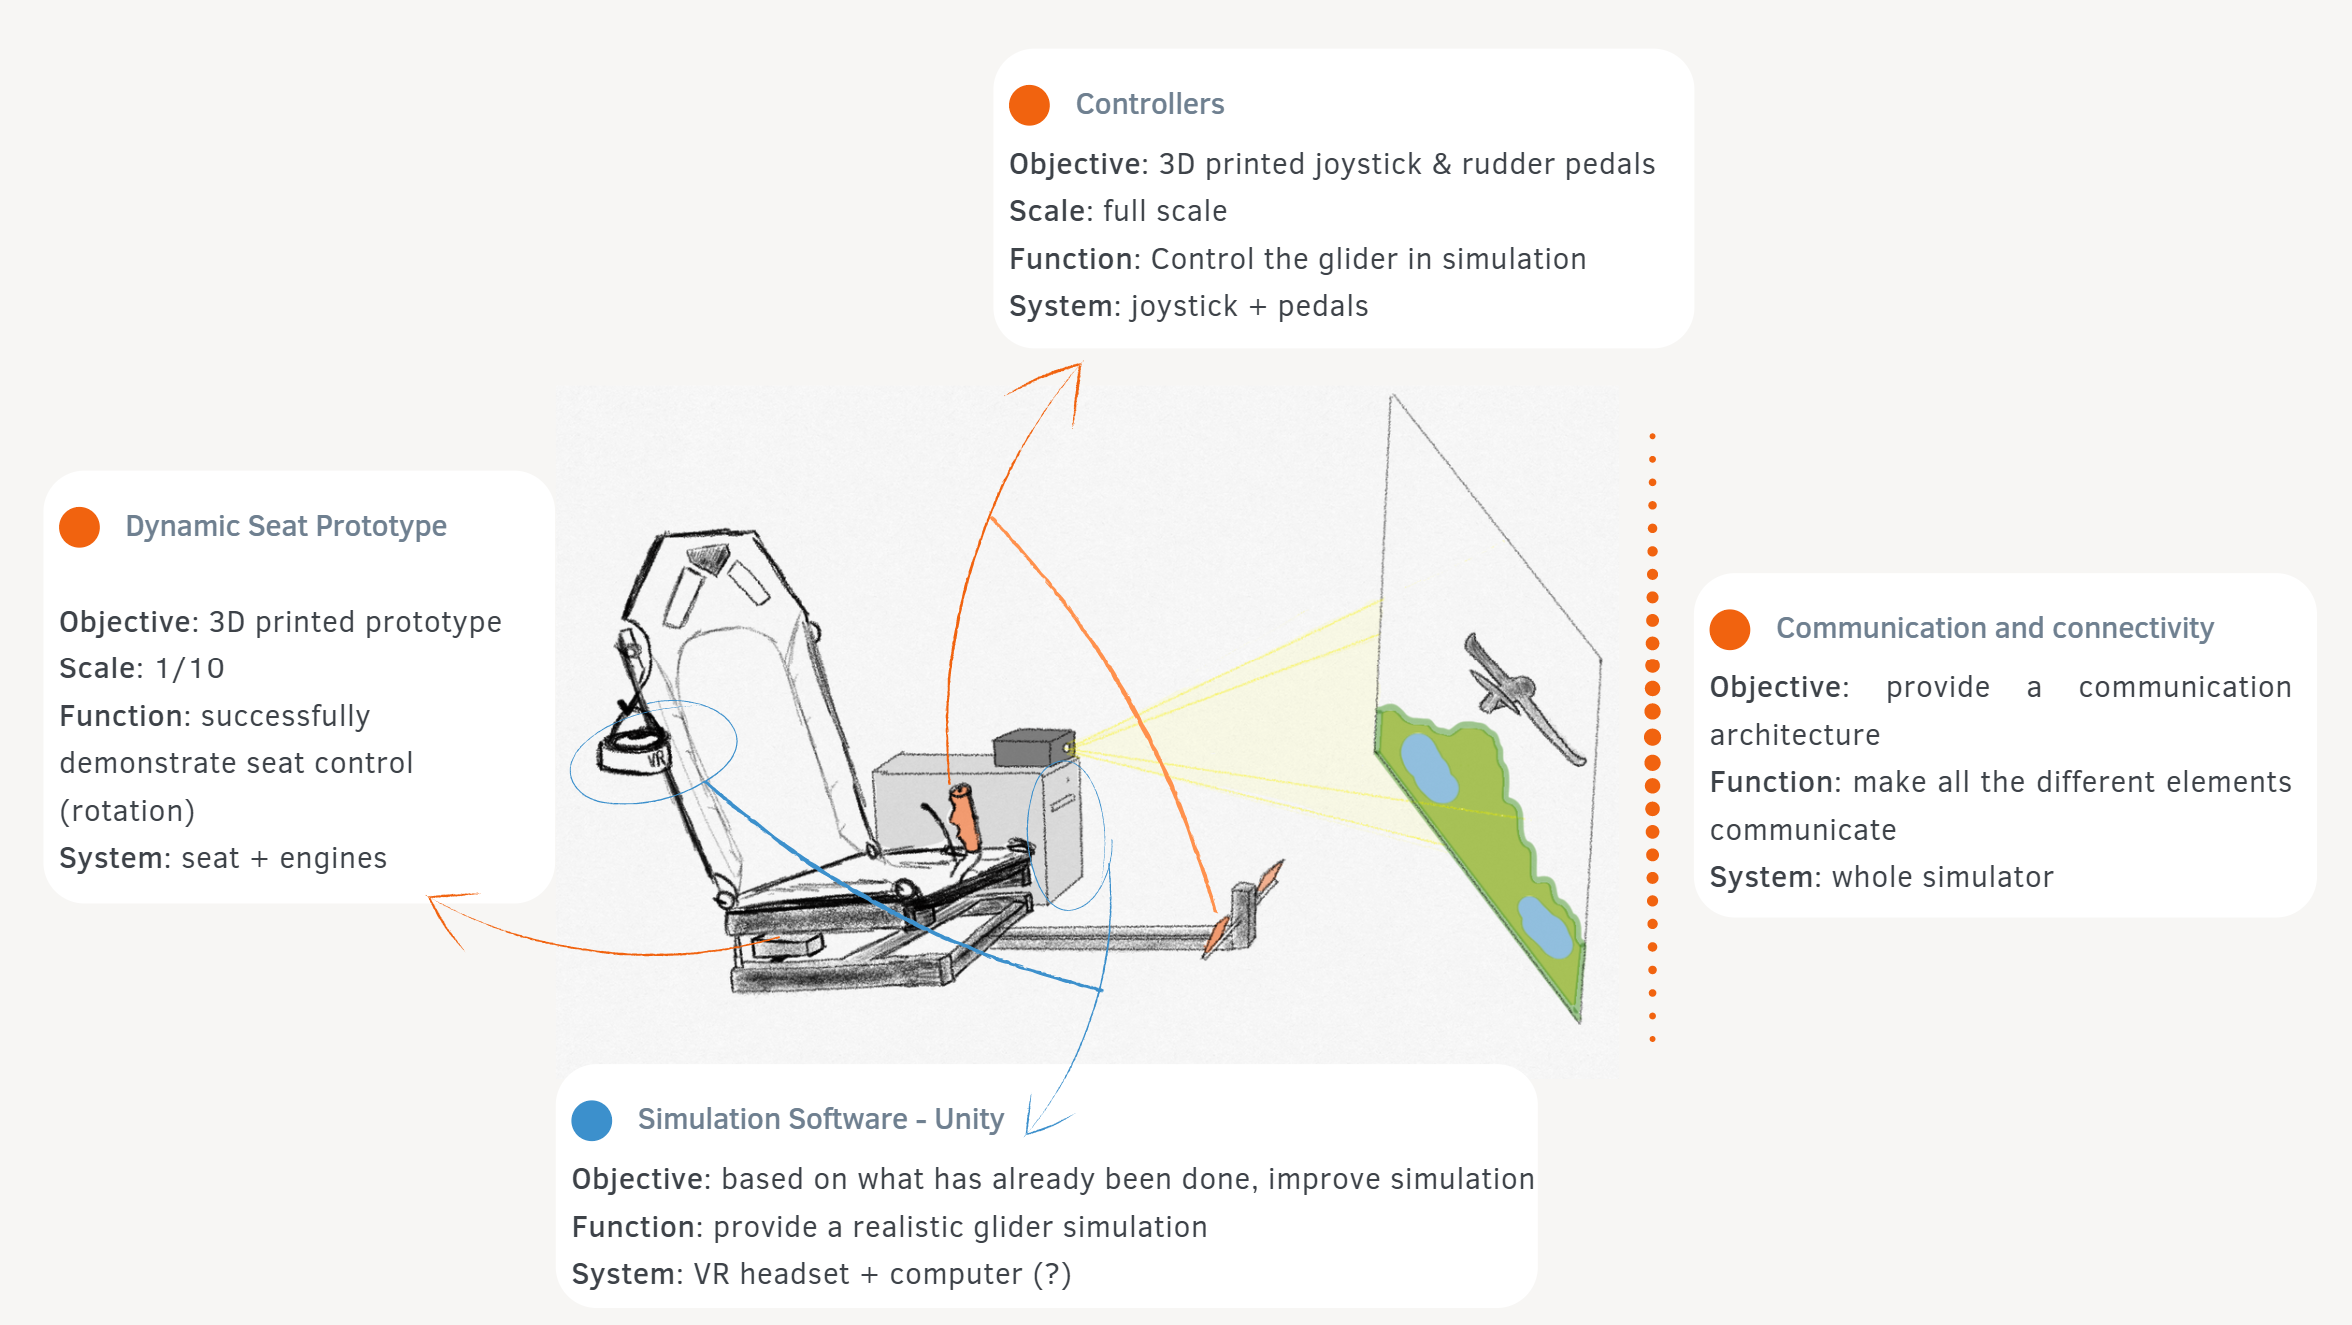 Controllers
Objective: 3D printed joystick & rudder pedals
Scale: full scale
Function: Control the glider in simulation
System: joystick + pedals
Dynamic Seat Prototype
Objective: 3D printed prototype
Scale: 1/10
Function: successfully
demonstrate seat control
(rotation)
System: seat + engines
VR
Communication and connectivity
Objective: provide a communication
architecture
Function: make all the different elements
communicate
System: whole simulator
Simulation Software - Unity
Objective: based on what has already been done, improve simulation
Function: provide a realistic glider simulation
System: VR headset + computer (?)